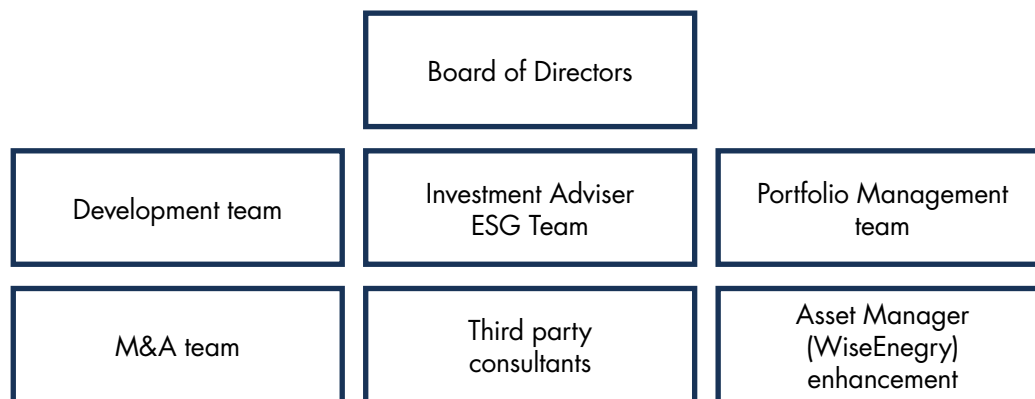 Board of Directors
Development team
Investment Adviser
ESG Team
Portfolio Management
team
M&A team
Third party
consultants
Asset Manager
(WiseEnegry)
enhancement